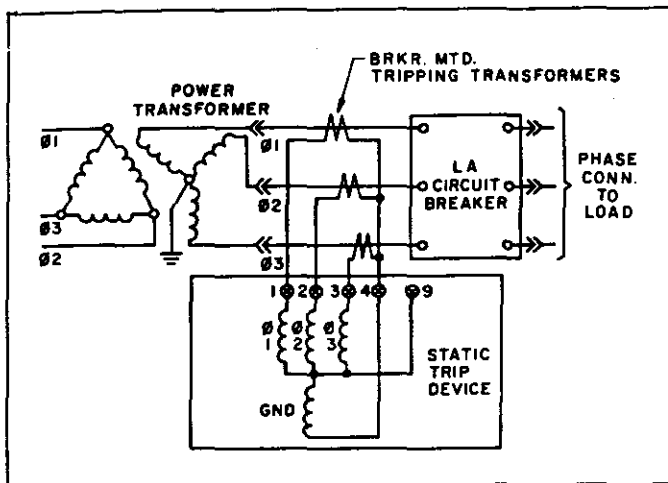 BRKR. MTD.
TRIPPING TRANSFORMERS
POWER
TRANSFORMER
Ø1
Ø1
Ø2
LA
CIRCUIT
BREAKER
PHASE
CONN.
TO
LOAD
Ø3
Ø2
Ø3
1 2 3 4 9
Ø
1
Ø
2
Ø
3
STATIC
TRIP
DEVICE
GND